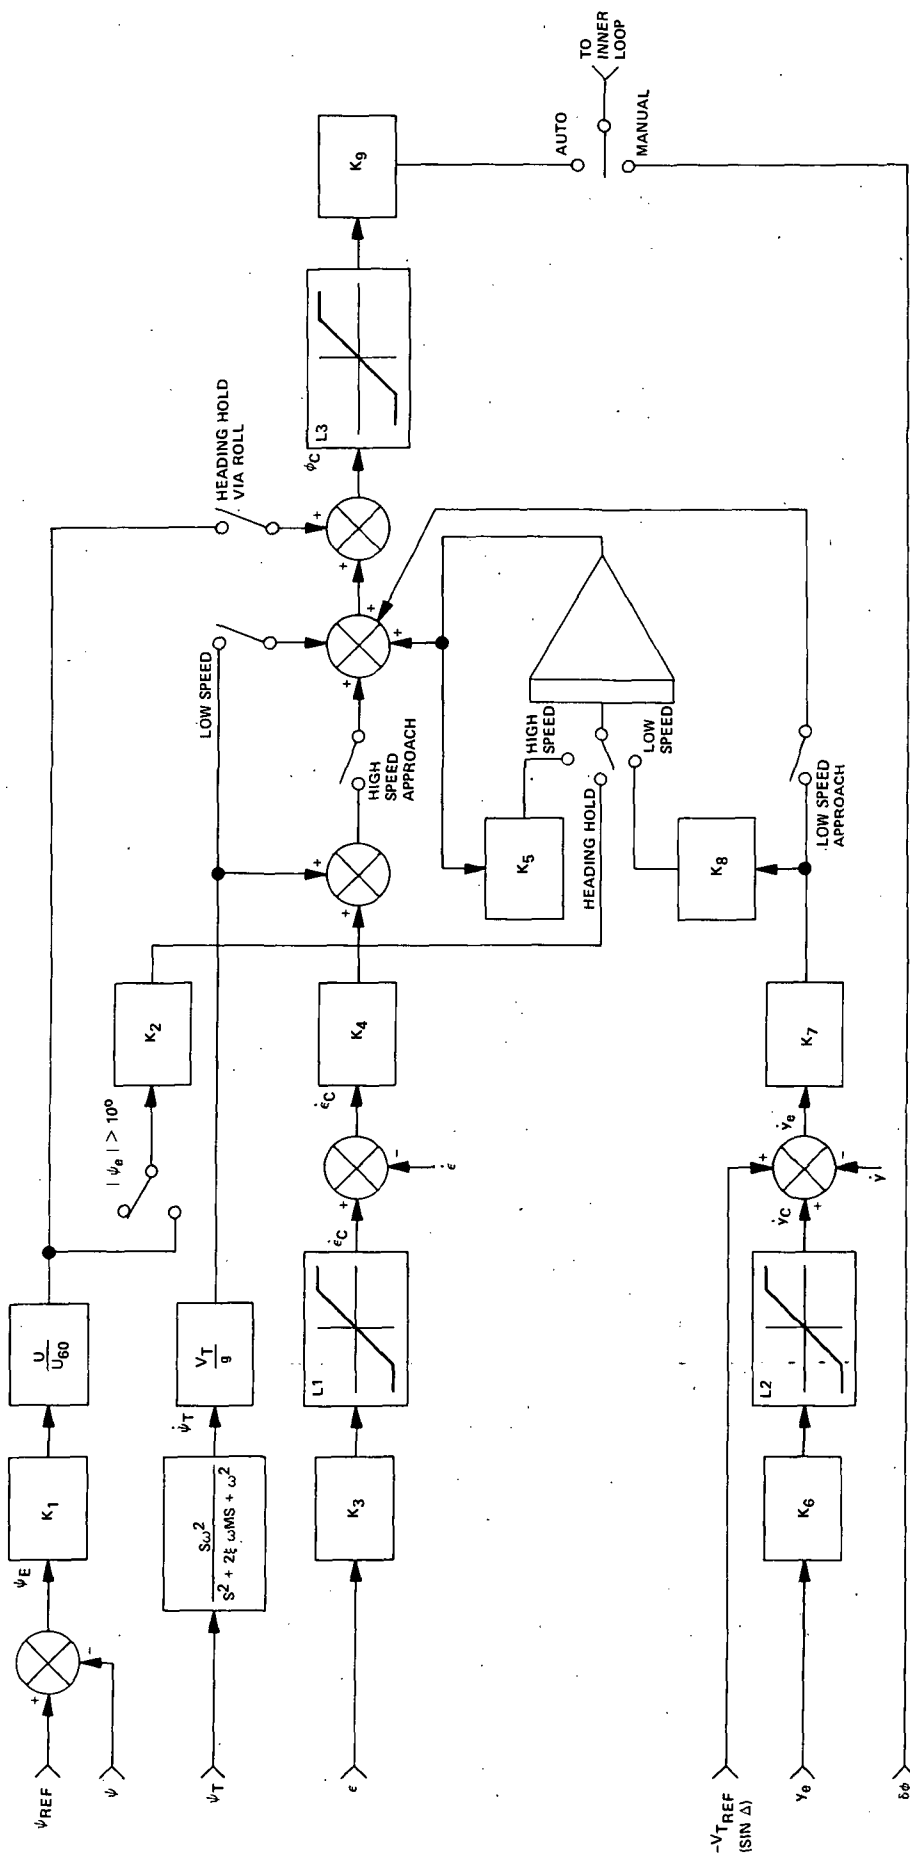 ψREF
ψ
+
-
ψE
K1
U
U60
| ψe | > 10°
K2
HEADING HOLD
VIA ROLL
ψT
Sω²
S² + 2ξ ωMS + ω²
ψ̇T
VT
g
LOW SPEED
ϵ
K3
L1
ϵ̇C
+
-
ϵ̇
ϵ̇C
K4
+
+
HIGH
SPEED
APPROACH
+
+
+
+
+
ϕC
L3
K9
AUTO
MANUAL
TO
INNER
LOOP
K5
HIGH
SPEED
HEADING HOLD
LOW
SPEED
K8
-VTREF
(SIN Δ)
Ye
K6
L2
ẎC
+
+
-
Ẏ
Ẏe
K7
LOW SPEED
APPROACH
δϕ